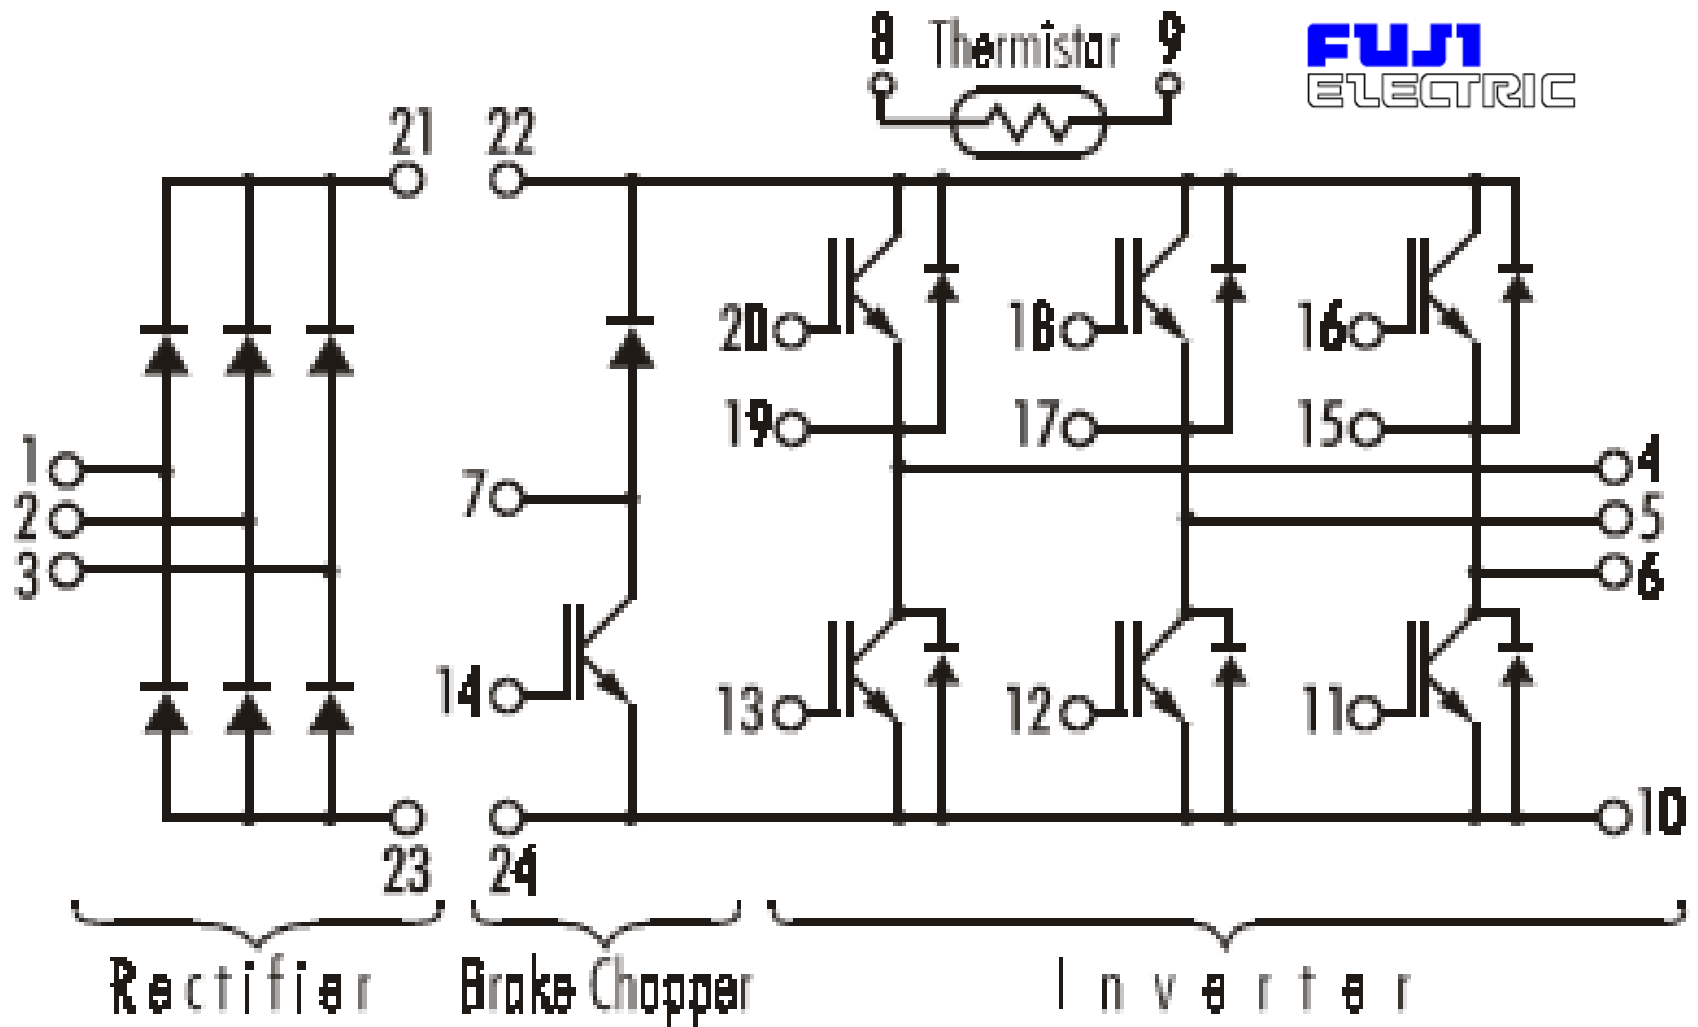 8 Thermistor 9
FUJI
ELECTRIC
21 22
20 18 16
19 17 15
1 4
7
2 5
3 6
14 13 12 11
10
23 24
Rectifier Brake Chopper Inverter